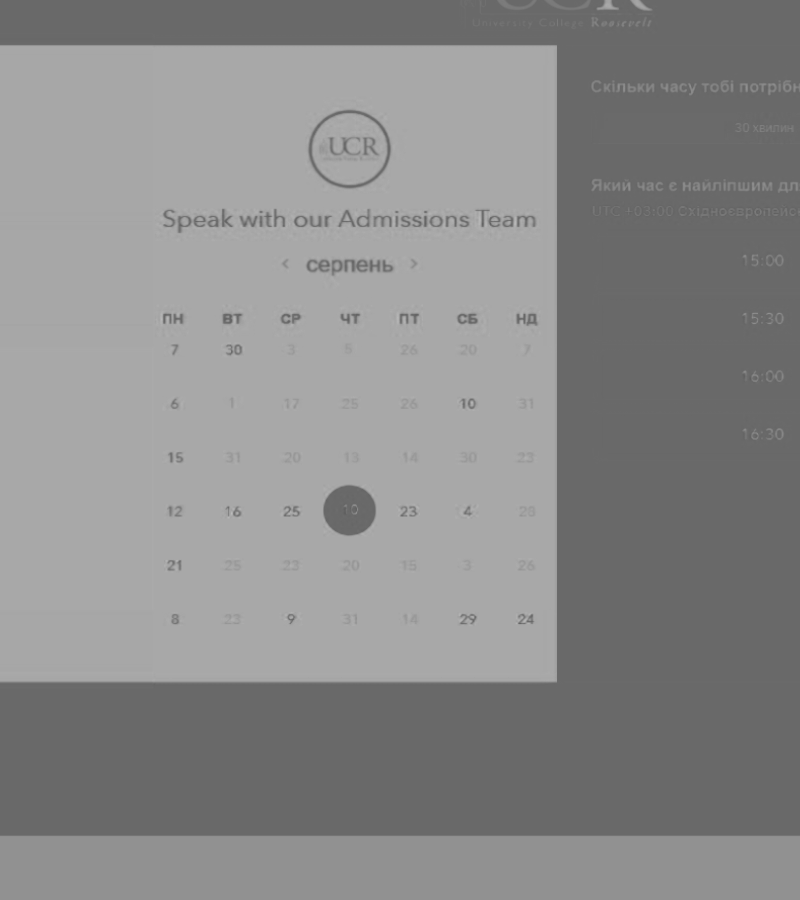 UCR
University College Roosevelt
UCR
Speak with our Admissions Team
< серпень >
ПН ВТ СР ЧТ ПТ СБ НД
7 30 3 5 26 20 7
6 1 17 25 26 10 31
15 31 20 13 14 30 23
12 16 25 10 23 4 28
21 25 23 20 15 3 26
8 22 9 31 14 29 24
Скільки часу тобі потрібн
30 хвилин
Який час є найліпшим дл
UTC +03:00 Східноєвропейсь
15:00
15:30
16:00
16:30